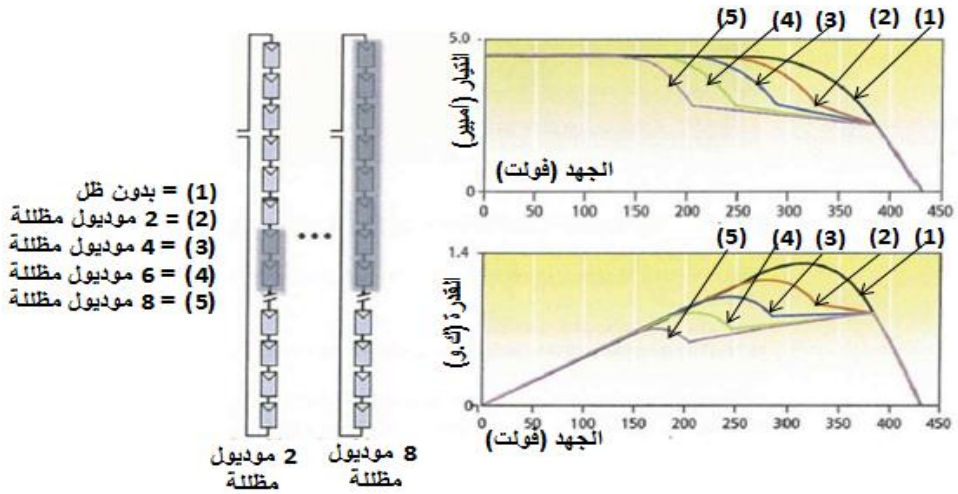 (1) = بدون ظل
(2) = 2 موديول مظللة
(3) = 4 موديول مظللة
(4) = 6 موديول مظللة
(5) = 8 موديول مظللة
2 موديول
مظللة
8 موديول
مظللة
(5) (4) (3) (2) (1)
5.0
0
التيار (امبير)
الجهد (فولت)
0 50 100 150 200 250 300 350 400 450
(5) (4) (3) (2) (1)
1.4
0
القدرة (ك.و)
0 50 100 150 200 250 300 350 400 450
الجهد (فولت)